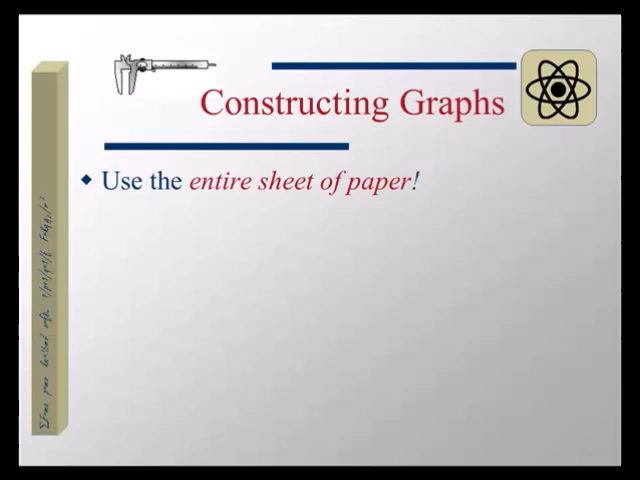 Constructing Graphs
Use the entire sheet of paper!